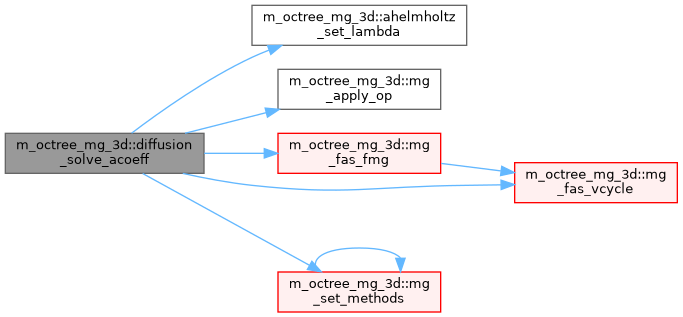 m_octree_mg_3d::ahelmholtz
_set_lambda
m_octree_mg_3d::mg
_apply_op
m_octree_mg_3d::diffusion
_solve_acoeff
m_octree_mg_3d::mg
_fas_fmg
m_octree_mg_3d::mg
_fas_vcycle
m_octree_mg_3d::mg
_set_methods